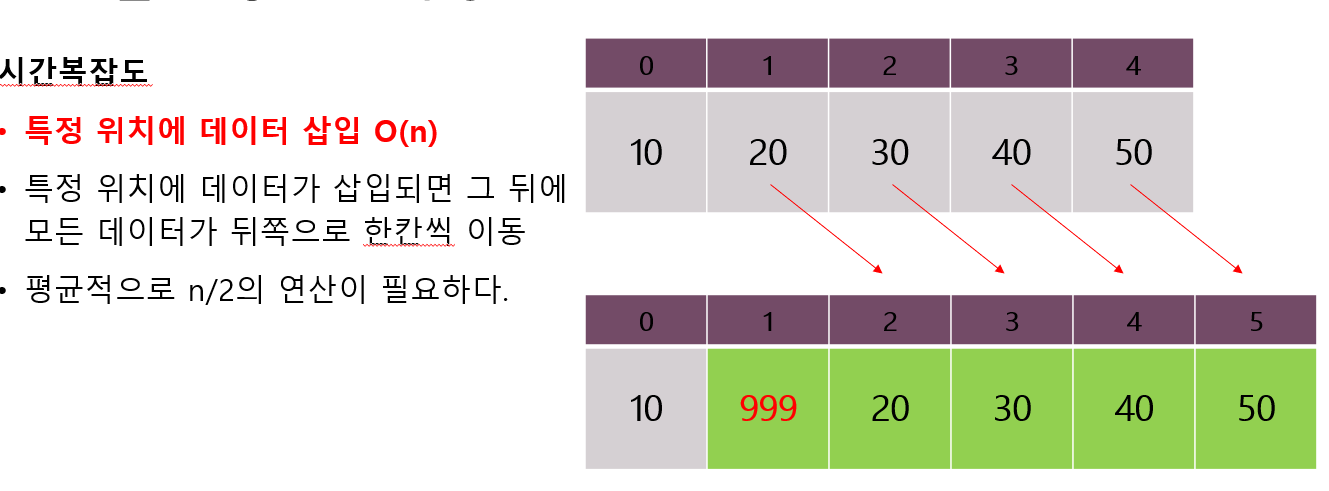 시간복잡도
• 특정 위치에 데이터 삽입 O(n)
• 특정 위치에 데이터가 삽입되면 그 뒤에
모든 데이터가 뒤쪽으로 한칸씩 이동
• 평균적으로 n/2의 연산이 필요하다.
0 1 2 3 4
10 20 30 40 50
0 1 2 3 4 5
10 999 20 30 40 50